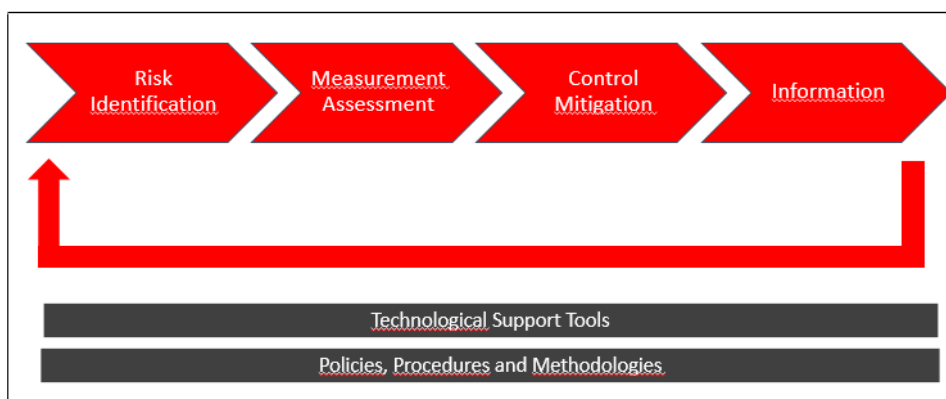 Risk
Identification
Measurement
Assessment
Control
Mitigation
Information
Technological Support Tools
Policies, Procedures and Methodologies